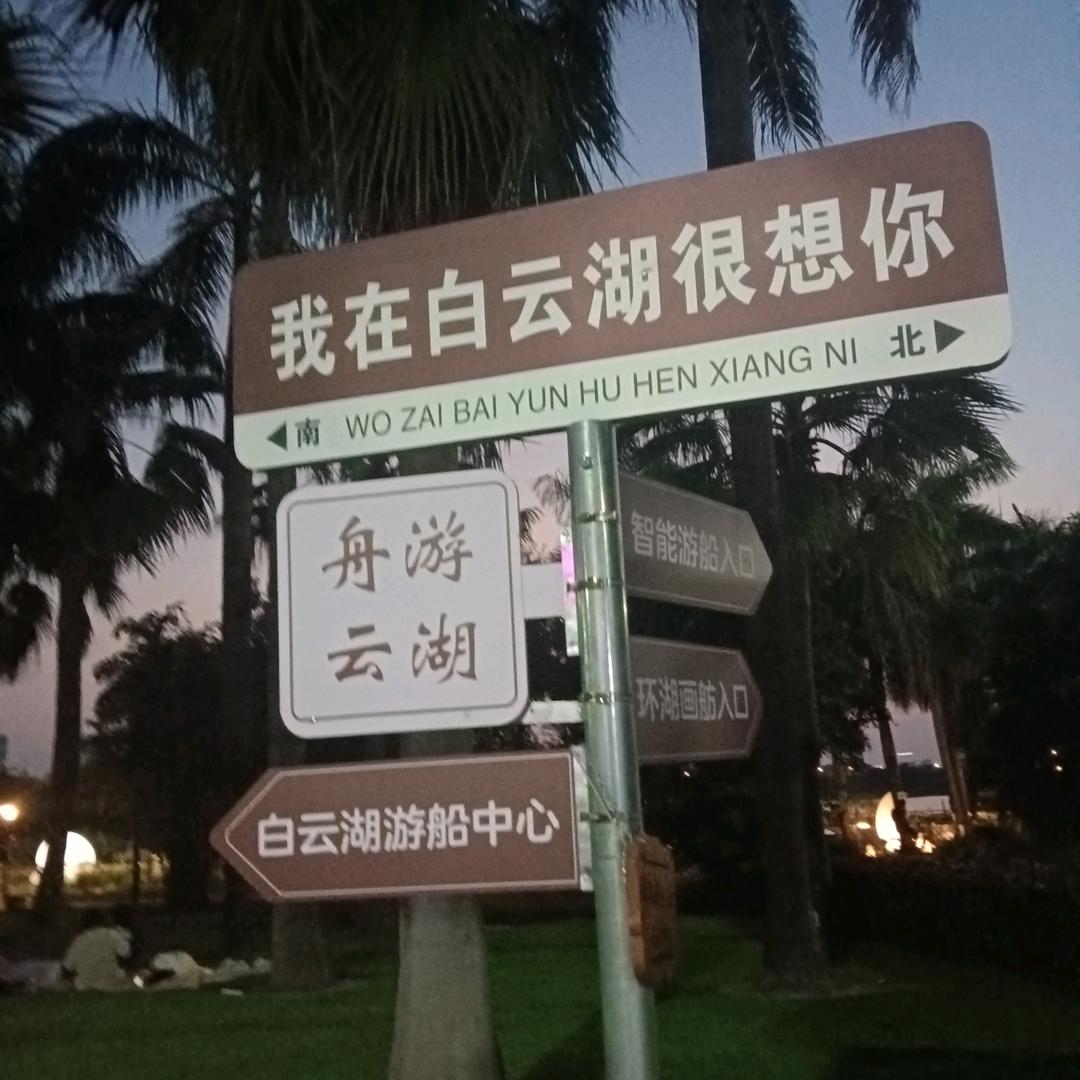 我在白云湖很想你
南 WO ZAI BAI YUN HU HEN XIANG NI 北
舟游
云湖
智能游船入口
环湖画舫入口
白云湖游船中心